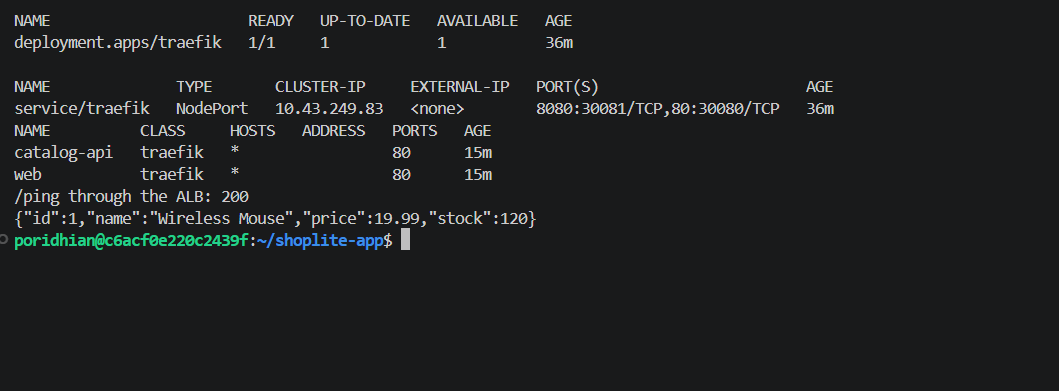 NAME READY UP-TO-DATE AVAILABLE AGE
deployment.apps/traefik 1/1 1 1 36m
NAME TYPE CLUSTER-IP EXTERNAL-IP PORT(S) AGE
service/traefik NodePort 10.43.249.83 <none> 8080:30081/TCP,80:30080/TCP 36m
NAME CLASS HOSTS ADDRESS PORTS AGE
catalog-api traefik * 80 15m
web traefik * 80 15m
/ping through the ALB: 200
{"id":1,"name":"Wireless Mouse","price":19.99,"stock":120}
poridhian@c6acf0e220c2439f:~/shoplite-app$